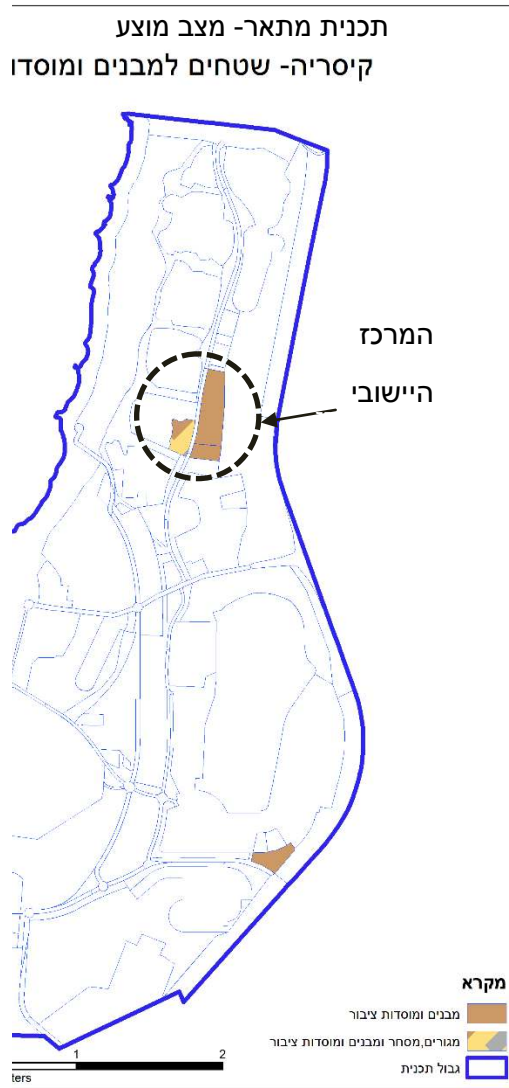 תכנית מתאר- מצב מוצע
קיסריה- שטחים למבנים ומוסדו
המרכז
היישובי
מקרא
מבנים ומוסדות ציבור
מגורים,מסחר ומבנים ומוסדות ציבור
גבול תכנית
1 2
ters